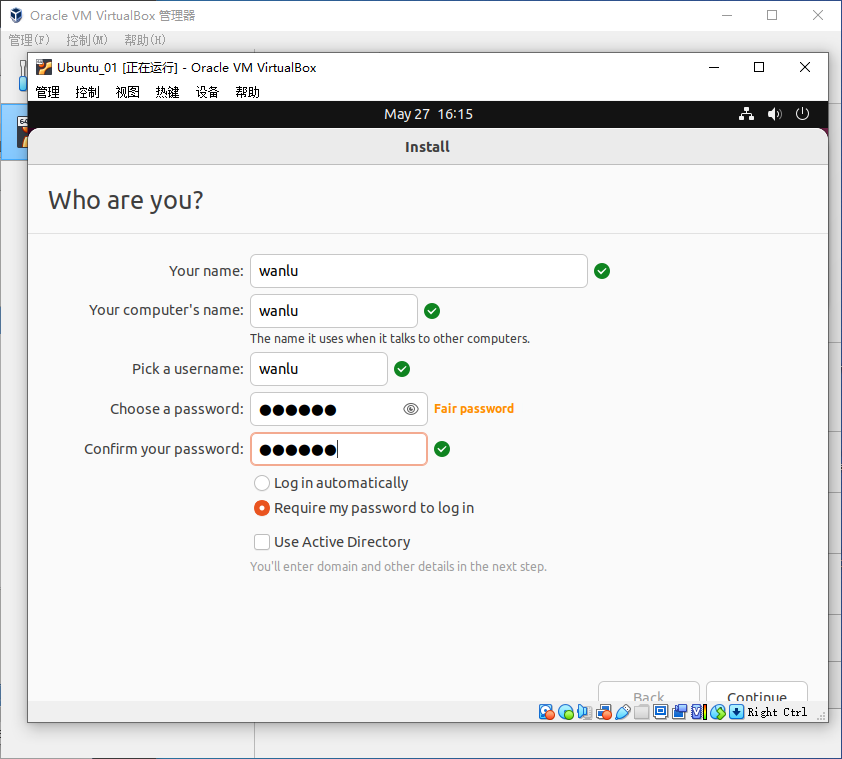 Oracle VM VirtualBox 管理器
管理(F) 控制(M) 帮助(H)
Ubuntu_01 [正在运行] - Oracle VM VirtualBox
管理 控制 视图 热键 设备 帮助
May 27 16:15
Install
Who are you?
Your name: wanlu
Your computer's name: wanlu
The name it uses when it talks to other computers.
Pick a username: wanlu
Choose a password: ●●●●●● Fair password
Confirm your password: ●●●●●●
Log in automatically
Require my password to log in
Use Active Directory
You'll enter domain and other details in the next step.
Back Continue
Right Ctrl